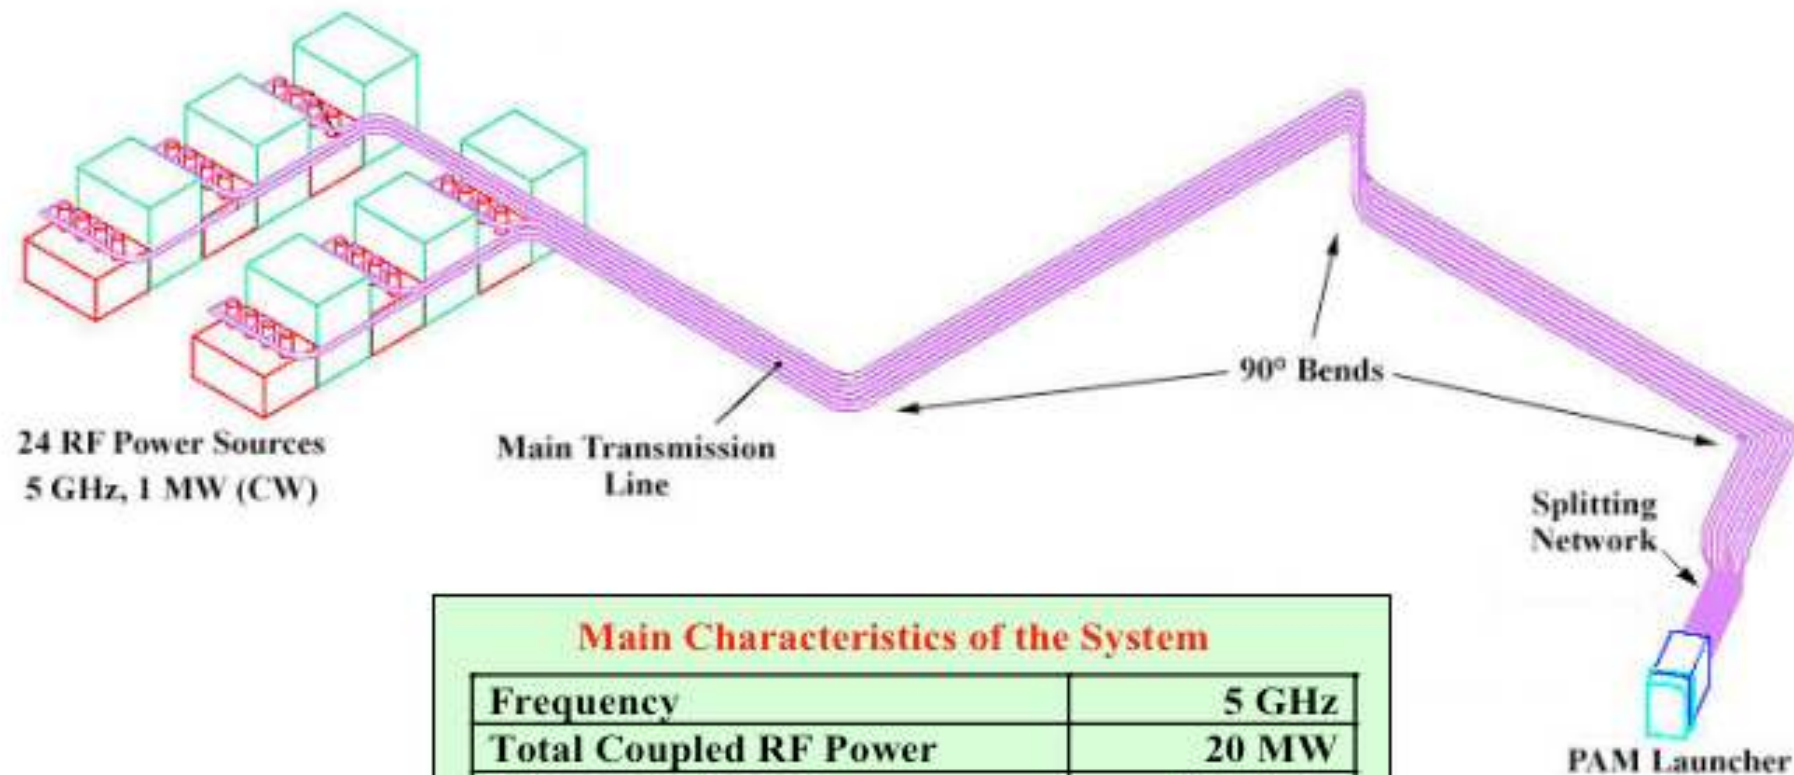 24 RF Power Sources
5 GHz, 1 MW (CW)
Main Transmission
Line
90° Bends
Splitting
Network
PAM Launcher
Main Characteristics of the System
Frequency 5 GHz
Total Coupled RF Power 20 MW